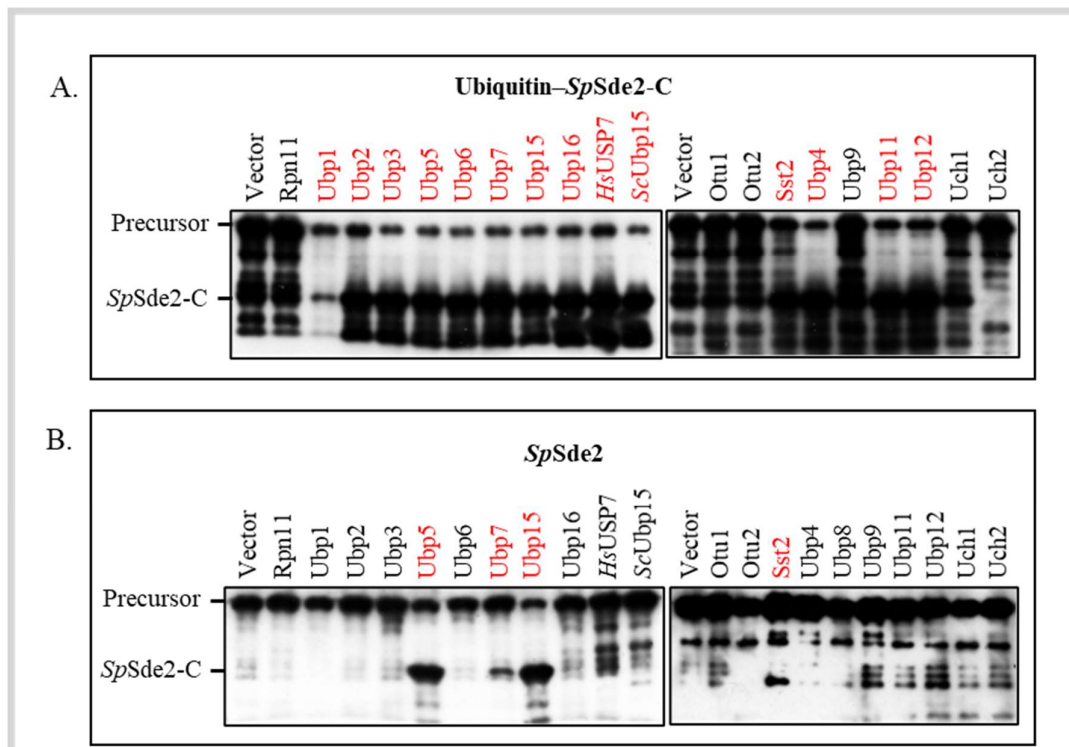 A.
Ubiquitin–SpSde2-C
Vector
Rpn11
Ubp1
Ubp2
Ubp3
Ubp5
Ubp6
Ubp7
Ubp15
Ubp16
HsUSP7
ScUbp15
Vector
Otu1
Otu2
Sst2
Ubp4
Ubp9
Ubp11
Ubp12
Uch1
Uch2
Precursor
SpSde2-C
B.
SpSde2
Vector
Rpn11
Ubp1
Ubp2
Ubp3
Ubp5
Ubp6
Ubp7
Ubp15
Ubp16
HsUSP7
ScUbp15
Vector
Otu1
Otu2
Sst2
Ubp4
Ubp8
Ubp9
Ubp11
Ubp12
Uch1
Uch2
Precursor
SpSde2-C